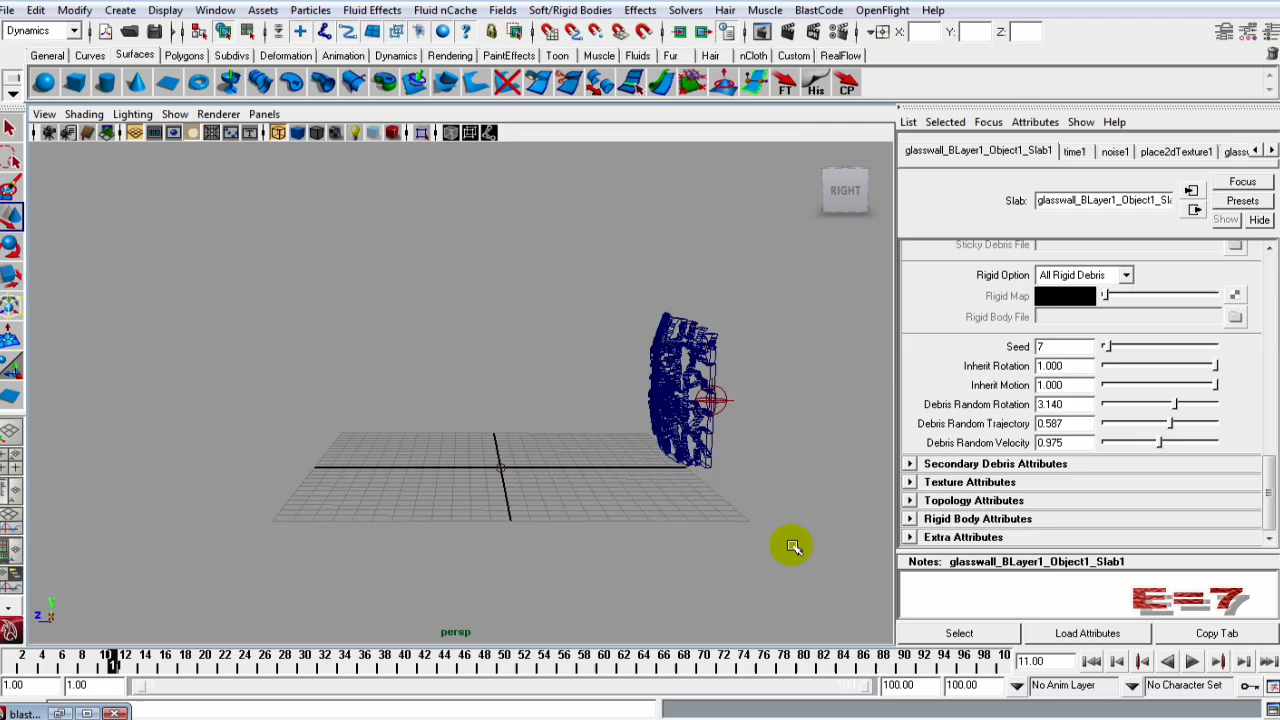 File Edit Modify Create Display Window Assets Particles Fluid Effects Fluid nCache Fields Soft/Rigid Bodies Effects Solvers Hair Muscle BlastCode OpenFlight Help
Dynamics X: Y: Z:
General Curves Surfaces Polygons Subdivs Deformation Animation Dynamics Rendering PaintEffects Toon Muscle Fluids Fur Hair nCloth Custom RealFlow
FT His CP
View Shading Lighting Show Renderer Panels
List Selected Focus Attributes Show Help
glasswall_BLayer1_Object1_Slab1 time1 noise1 place2dTexture1 glass
Focus
Slab: glasswall_BLayer1_Object1_Sla Presets
Show Hide
Sticky Debris File
Rigid Option All Rigid Debris
Rigid Map
Rigid Body File
Seed 7
Inherit Rotation 1.000
Inherit Motion 1.000
Debris Random Rotation 3.140
Debris Random Trajectory 0.587
Debris Random Velocity 0.975
Secondary Debris Attributes
Texture Attributes
Topology Attributes
Rigid Body Attributes
Extra Attributes
Notes: glasswall_BLayer1_Object1_Slab1
E=7
Select Load Attributes Copy Tab
RIGHT
y
z x
persp
2 4 6 8 10 12 14 16 18 20 22 24 26 28 30 32 34 36 38 40 42 44 46 48 50 52 54 56 58 60 62 64 66 68 70 72 74 76 78 80 82 84 86 88 90 92 94 96 98 10
11.00
1.00 1.00 100 100.00 100.00 No Anim Layer No Character Set
blast...